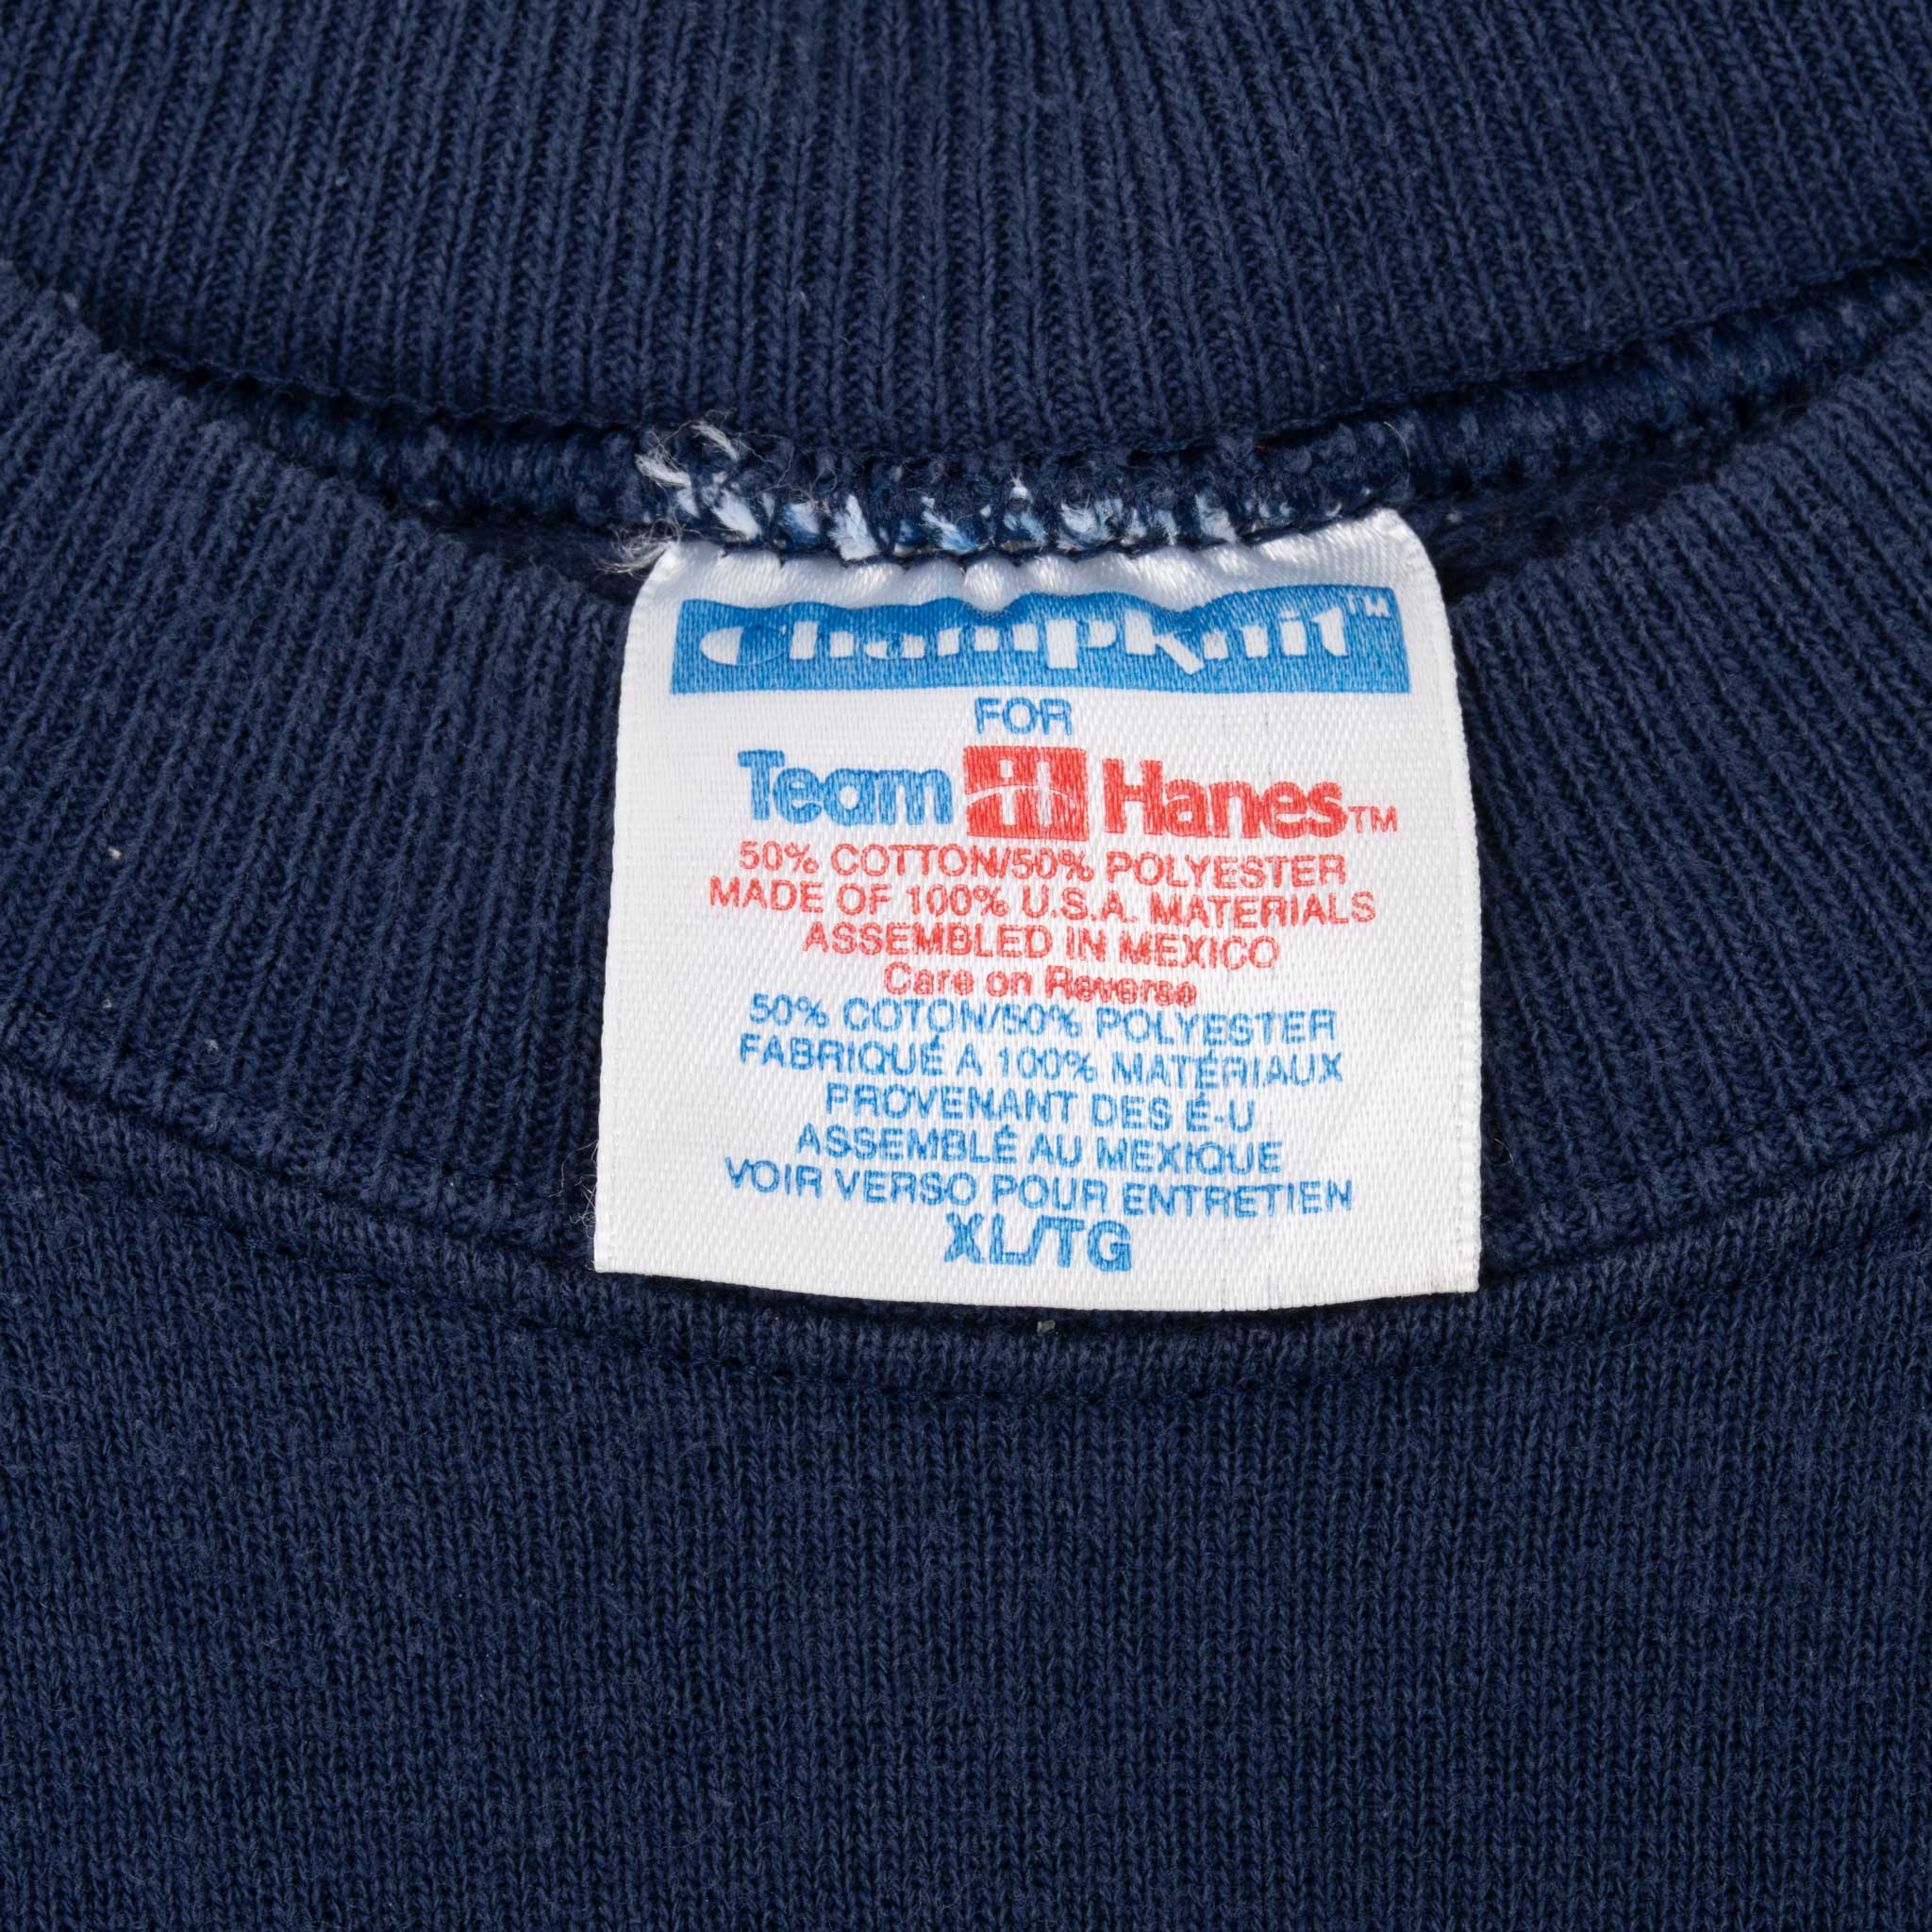 Champknit™
FOR
Team H Hanes™
50% COTTON/50% POLYESTER
MADE OF 100% U.S.A. MATERIALS
ASSEMBLED IN MEXICO
Care on Reverse
50% COTON/50% POLYESTER
FABRIQUÉ A 100% MATÉRIAUX
PROVENANT DES É-U
ASSEMBLÉ AU MEXIQUE
VOIR VERSO POUR ENTRETIEN
XL/TG